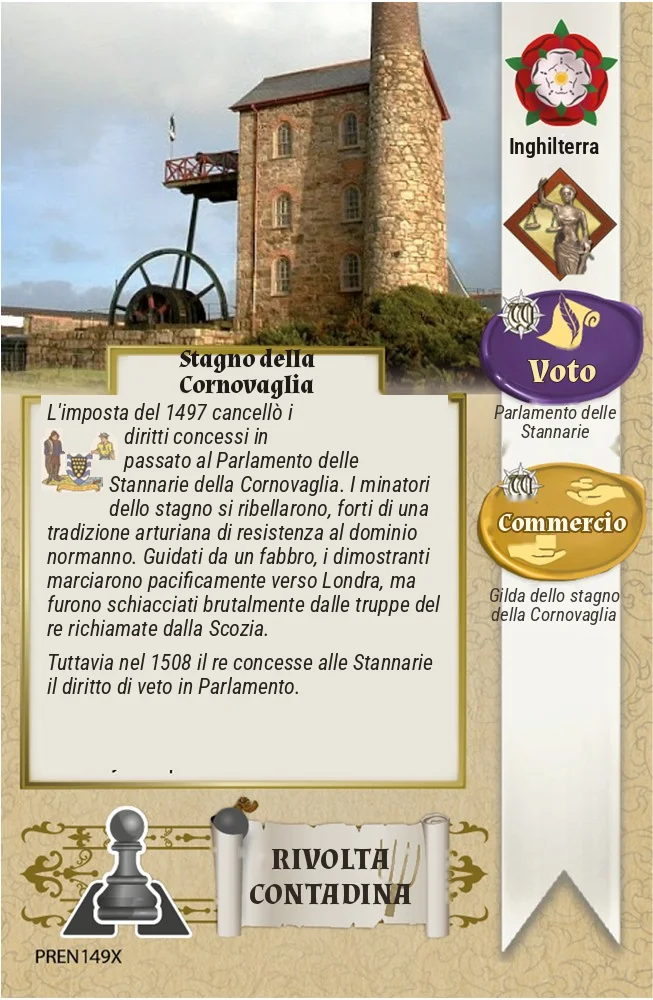 Inghilterra
Voto
Parlamento delle
Stannarie
Commercio
Gilda dello stagno
della Cornovaglia
Stagno della
Cornovaglia
L'imposta del 1497 cancellò i
diritti concessi in
passato al Parlamento delle
Stannarie della Cornovaglia. I minatori
dello stagno si ribellarono, forti di una
tradizione arturiana di resistenza al dominio
normanno. Guidati da un fabbro, i dimostranti
marciarono pacificamente verso Londra, ma
furono schiacciati brutalmente dalle truppe del
re richiamate dalla Scozia.
Tuttavia nel 1508 il re concesse alle Stannarie
il diritto di veto in Parlamento.
RIVOLTA
CONTADINA
PREN149X